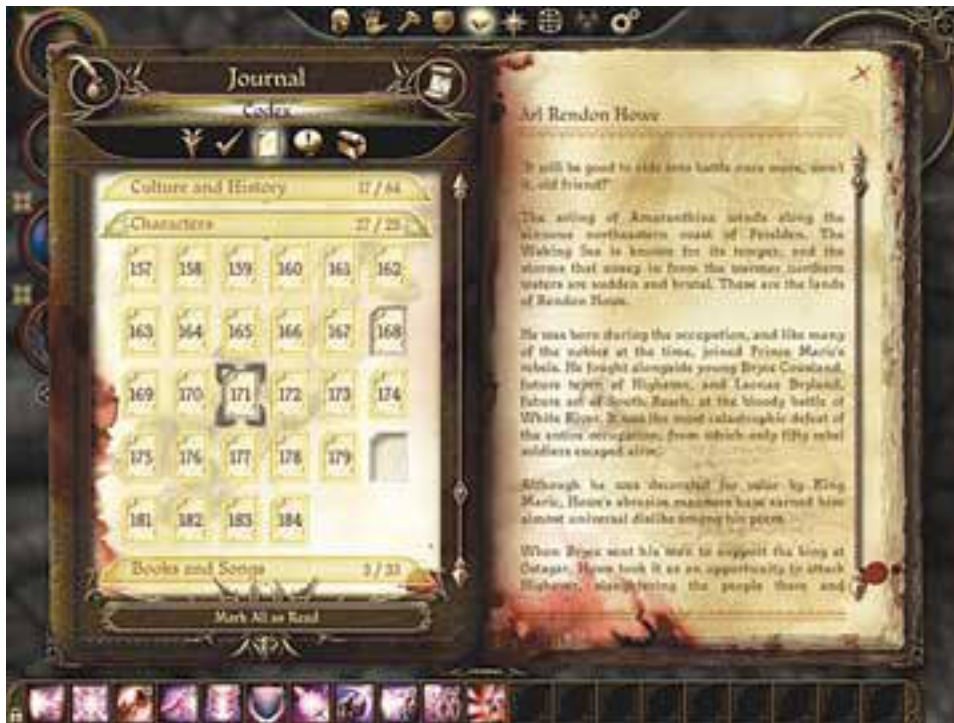 Journal
Codex
Culture and History 17 / 64
Characters 27 / 28
157 158 159 160 161 162
163 164 165 166 167 168
169 170 171 172 173 174
175 176 177 178 179
181 182 183 184
Books and Songs 3 / 33
Mark All as Read
Arl Rendon Howe
It will be good to ride into battle once more, won't
it, old friend?"
The arling of Amaranthine winds along the
northeastern coast of Ferelden. The
Waking Sea is known for its temper, and the
storms that sweep in from the warmer northern
waters are sudden and brutal. These are the lands
of Rendon Howe.
He was born during the occupation, and like many
of the nobles at the time, joined Prince Maric's
rebels. He fought alongside young Bryce Cousland,
future teyrn of Highever, and Leonas Bryland,
future arl of South Reach, at the bloody battle of
White River. It was the most catastrophic defeat of
the entire occupation, from which only fifty rebel
soldiers escaped alive.
Although he was decorated for valor by King
Maric, Howe's abrasive manners have earned him
almost universal dislike among his peers.
When Bryce sent his men to support the king at
Ostagar, Howe took it as an opportunity to attack
Highever, slaughtering the people there and